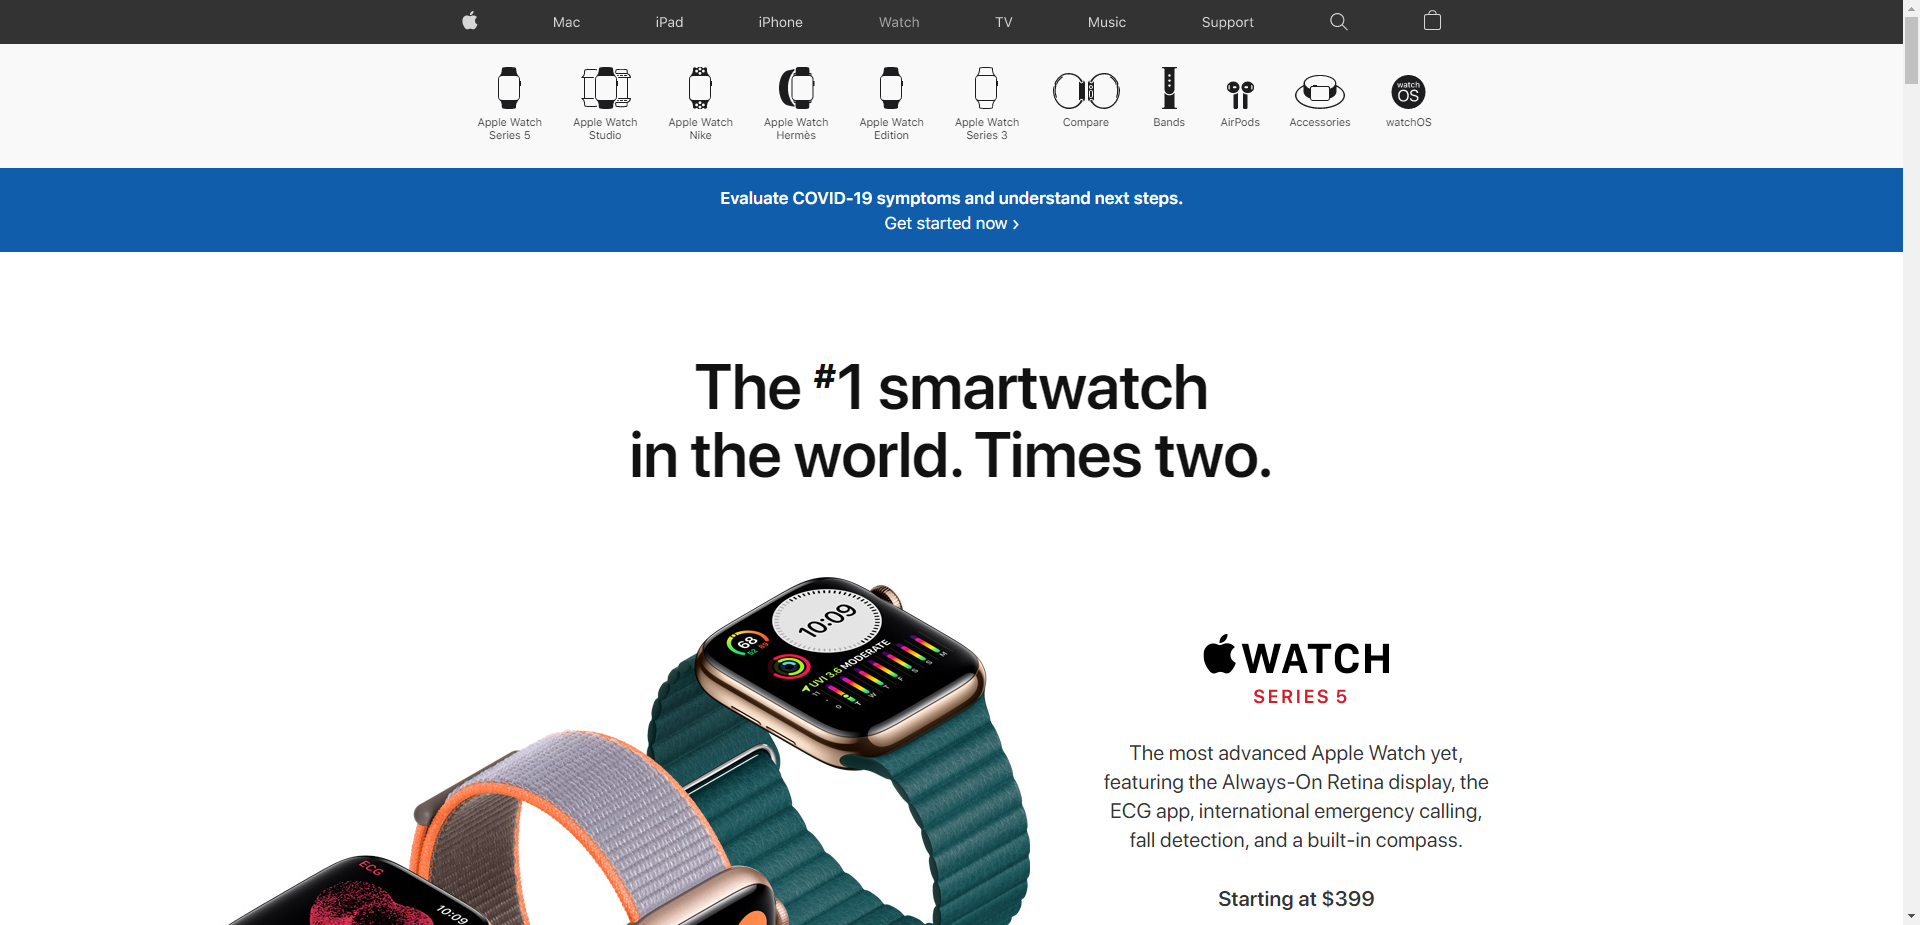 Mac
iPad
iPhone
Watch
TV
Music
Support
Apple Watch
Series 5
Apple Watch
Studio
Apple Watch
Nike
Apple Watch
Hermès
Apple Watch
Edition
Apple Watch
Series 3
Compare
Bands
AirPods
Accessories
watch
OS
watchOS
Evaluate COVID-19 symptoms and understand next steps.
Get started now ›
The #1 smartwatch
in the world. Times two.
10:09
68
52 89
UVI 3.6 MODERATE
WATCH
SERIES 5
The most advanced Apple Watch yet,
featuring the Always-On Retina display, the
ECG app, international emergency calling,
fall detection, and a built-in compass.
Starting at $399
ECG
10:09